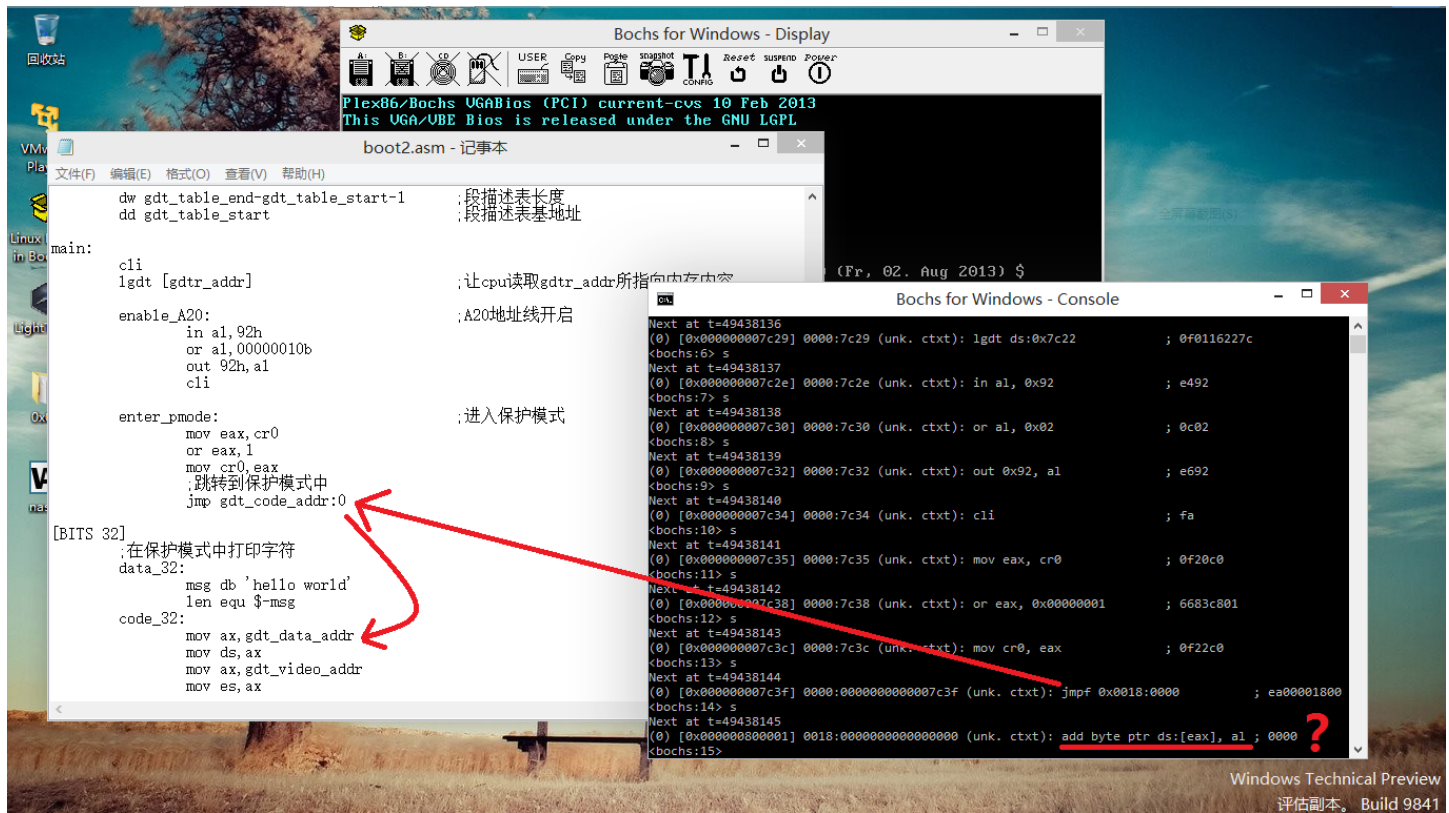 回收站
Bochs for Windows - Display
USER
Copy
Poste
snapshot
CONFIG
Reset
SUSPEND
Power
A:
B:
CD
Plex86/Bochs VGABios (PCI) current-cvs 10 Feb 2013
This VGA/VBE Bios is released under the GNU LGPL
(Fr, 02. Aug 2013) $
boot2.asm - 记事本
文件(F) 编辑(E) 格式(O) 查看(V) 帮助(H)
dw gdt_table_end-gdt_table_start-1 ;段描述表长度
dd gdt_table_start ;段描述表基地址
main:
cli
lgdt [gdtr_addr] ;让cpu读取gdtr_addr所指向内存内容
enable_A20: ;A20地址线开启
in al,92h
or al,00000010b
out 92h,al
cli
enter_pmode: ;进入保护模式
mov eax,cr0
or eax,1
mov cr0,eax
;跳转到保护模式中
jmp gdt_code_addr:0
[BITS 32]
;在保护模式中打印字符
data_32:
msg db 'hello world'
len equ $-msg
code_32:
mov ax,gdt_data_addr
mov ds,ax
mov ax,gdt_video_addr
mov es,ax
Bochs for Windows - Console
Next at t=49438136
(0) [0x000000007c29] 0000:7c29 (unk. ctxt): lgdt ds:0x7c22 ; 0f0116227c
<bochs:6> s
Next at t=49438137
(0) [0x000000007c2e] 0000:7c2e (unk. ctxt): in al, 0x92 ; e492
<bochs:7> s
Next at t=49438138
(0) [0x000000007c30] 0000:7c30 (unk. ctxt): or al, 0x02 ; 0c02
<bochs:8> s
Next at t=49438139
(0) [0x000000007c32] 0000:7c32 (unk. ctxt): out 0x92, al ; e692
<bochs:9> s
Next at t=49438140
(0) [0x000000007c34] 0000:7c34 (unk. ctxt): cli ; fa
<bochs:10> s
Next at t=49438141
(0) [0x000000007c35] 0000:7c35 (unk. ctxt): mov eax, cr0 ; 0f20c0
<bochs:11> s
Next at t=49438142
(0) [0x000000007c38] 0000:7c38 (unk. ctxt): or eax, 0x00000001 ; 6683c801
<bochs:12> s
Next at t=49438143
(0) [0x000000007c3c] 0000:7c3c (unk. ctxt): mov cr0, eax ; 0f22c0
<bochs:13> s
Next at t=49438144
(0) [0x000000007c3f] 0000:0000000000007c3f (unk. ctxt): jmpf 0x0018:0000 ; ea00001800
<bochs:14> s
Next at t=49438145
(0) [0x000000800001] 0018:0000000000000000 (unk. ctxt): add byte ptr ds:[eax], al ; 0000
<bochs:15>
?
Windows Technical Preview
评估副本。 Build 9841